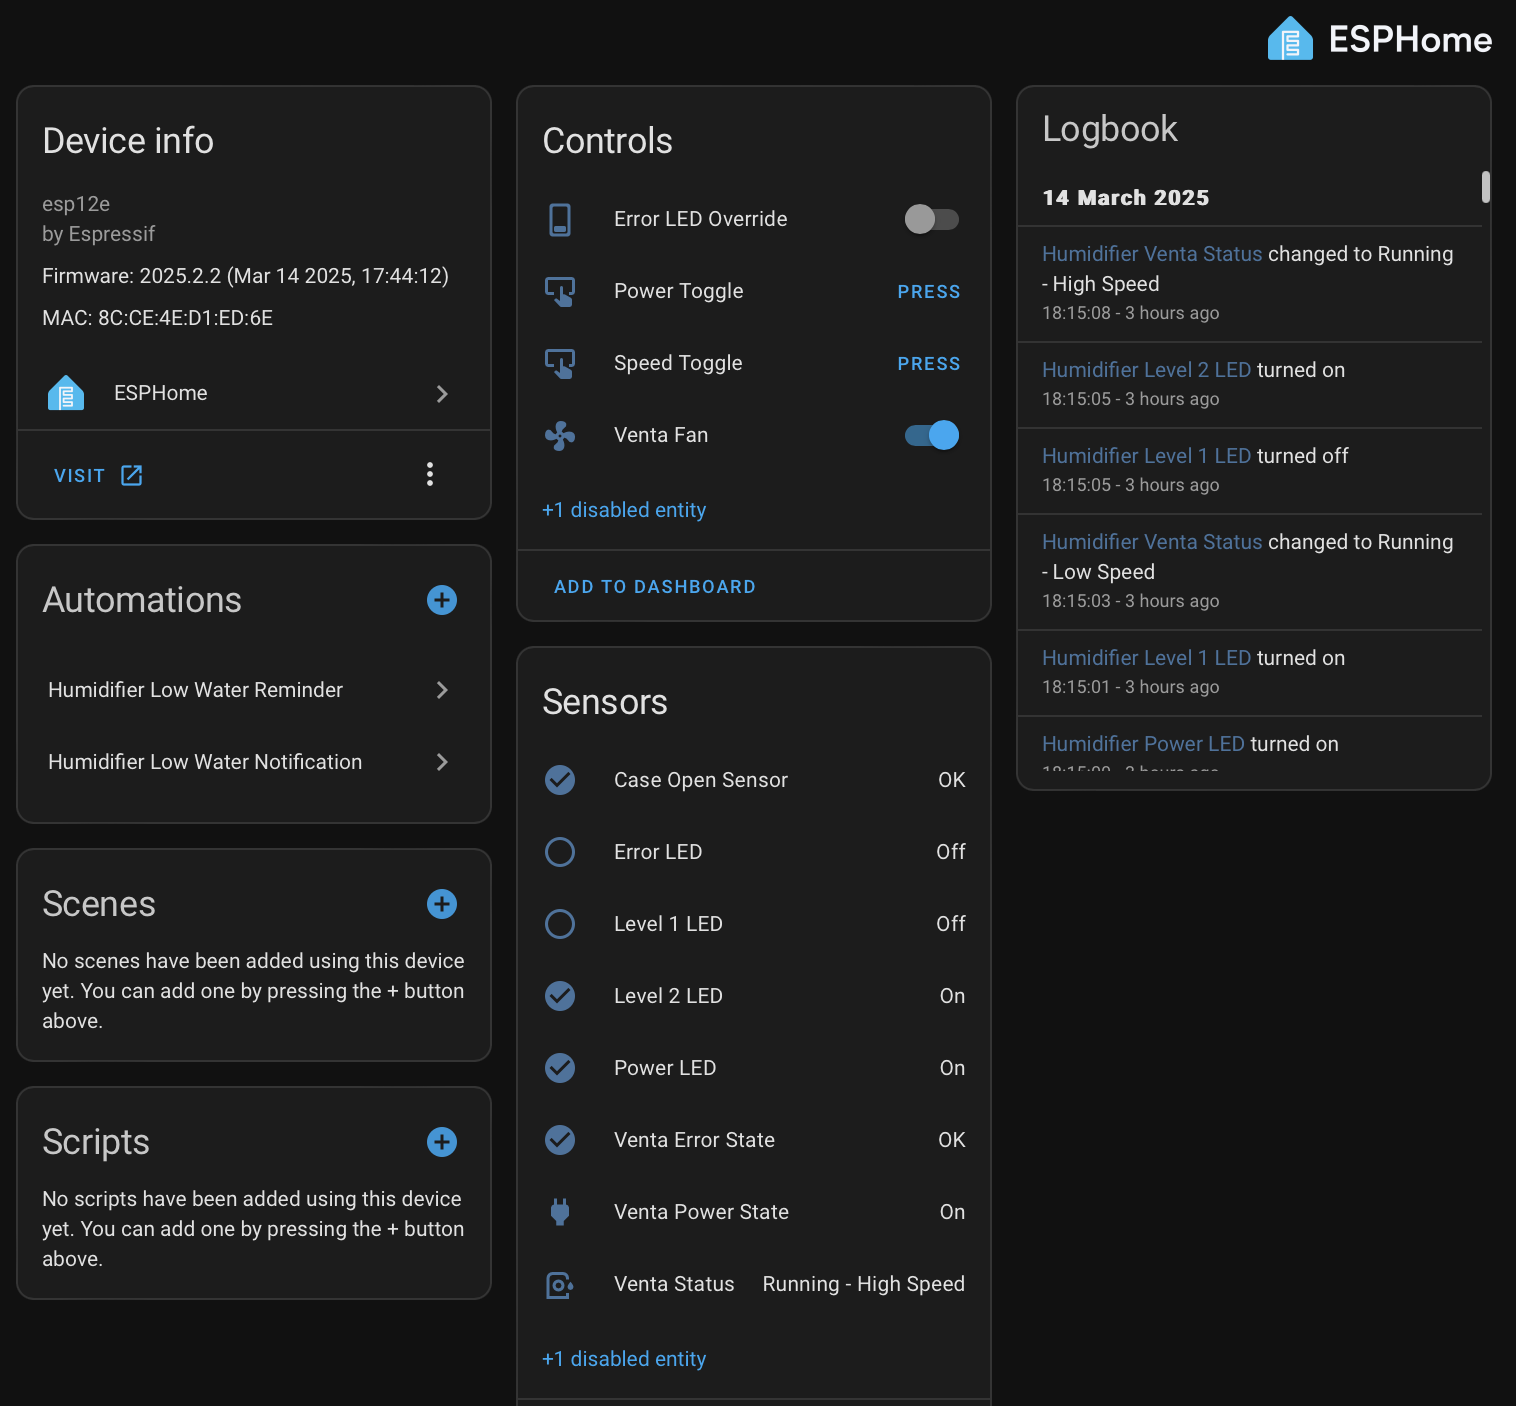 ESPHome
Device info
esp12e
by Espressif
Firmware: 2025.2.2 (Mar 14 2025, 17:44:12)
MAC: 8C:CE:4E:D1:ED:6E
ESPHome
VISIT
Automations
Humidifier Low Water Reminder
Humidifier Low Water Notification
Scenes
No scenes have been added using this device
yet. You can add one by pressing the + button
above.
Scripts
No scripts have been added using this device
yet. You can add one by pressing the + button
above.
Controls
Error LED Override
Power Toggle PRESS
Speed Toggle PRESS
Venta Fan
+1 disabled entity
ADD TO DASHBOARD
Sensors
Case Open Sensor OK
Error LED Off
Level 1 LED Off
Level 2 LED On
Power LED On
Venta Error State OK
Venta Power State On
Venta Status Running - High Speed
+1 disabled entity
Logbook
14 March 2025
Humidifier Venta Status changed to Running
- High Speed
18:15:08 - 3 hours ago
Humidifier Level 2 LED turned on
18:15:05 - 3 hours ago
Humidifier Level 1 LED turned off
18:15:05 - 3 hours ago
Humidifier Venta Status changed to Running
- Low Speed
18:15:03 - 3 hours ago
Humidifier Level 1 LED turned on
18:15:01 - 3 hours ago
Humidifier Power LED turned on